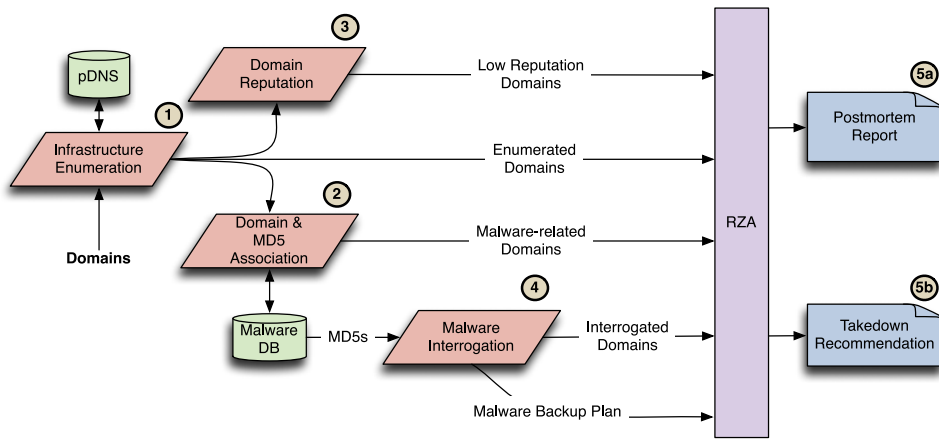 3
pDNS
Domain
Reputation
Low Reputation
Domains
5a
1
Postmortem
Report
Infrastructure
Enumeration
Enumerated
Domains
2
RZA
Domain &
MD5
Association
Malware-related
Domains
Domains
4
5b
Malware
DB
MD5s
Malware
Interrogation
Interrogated
Domains
Takedown
Recommendation
Malware Backup Plan